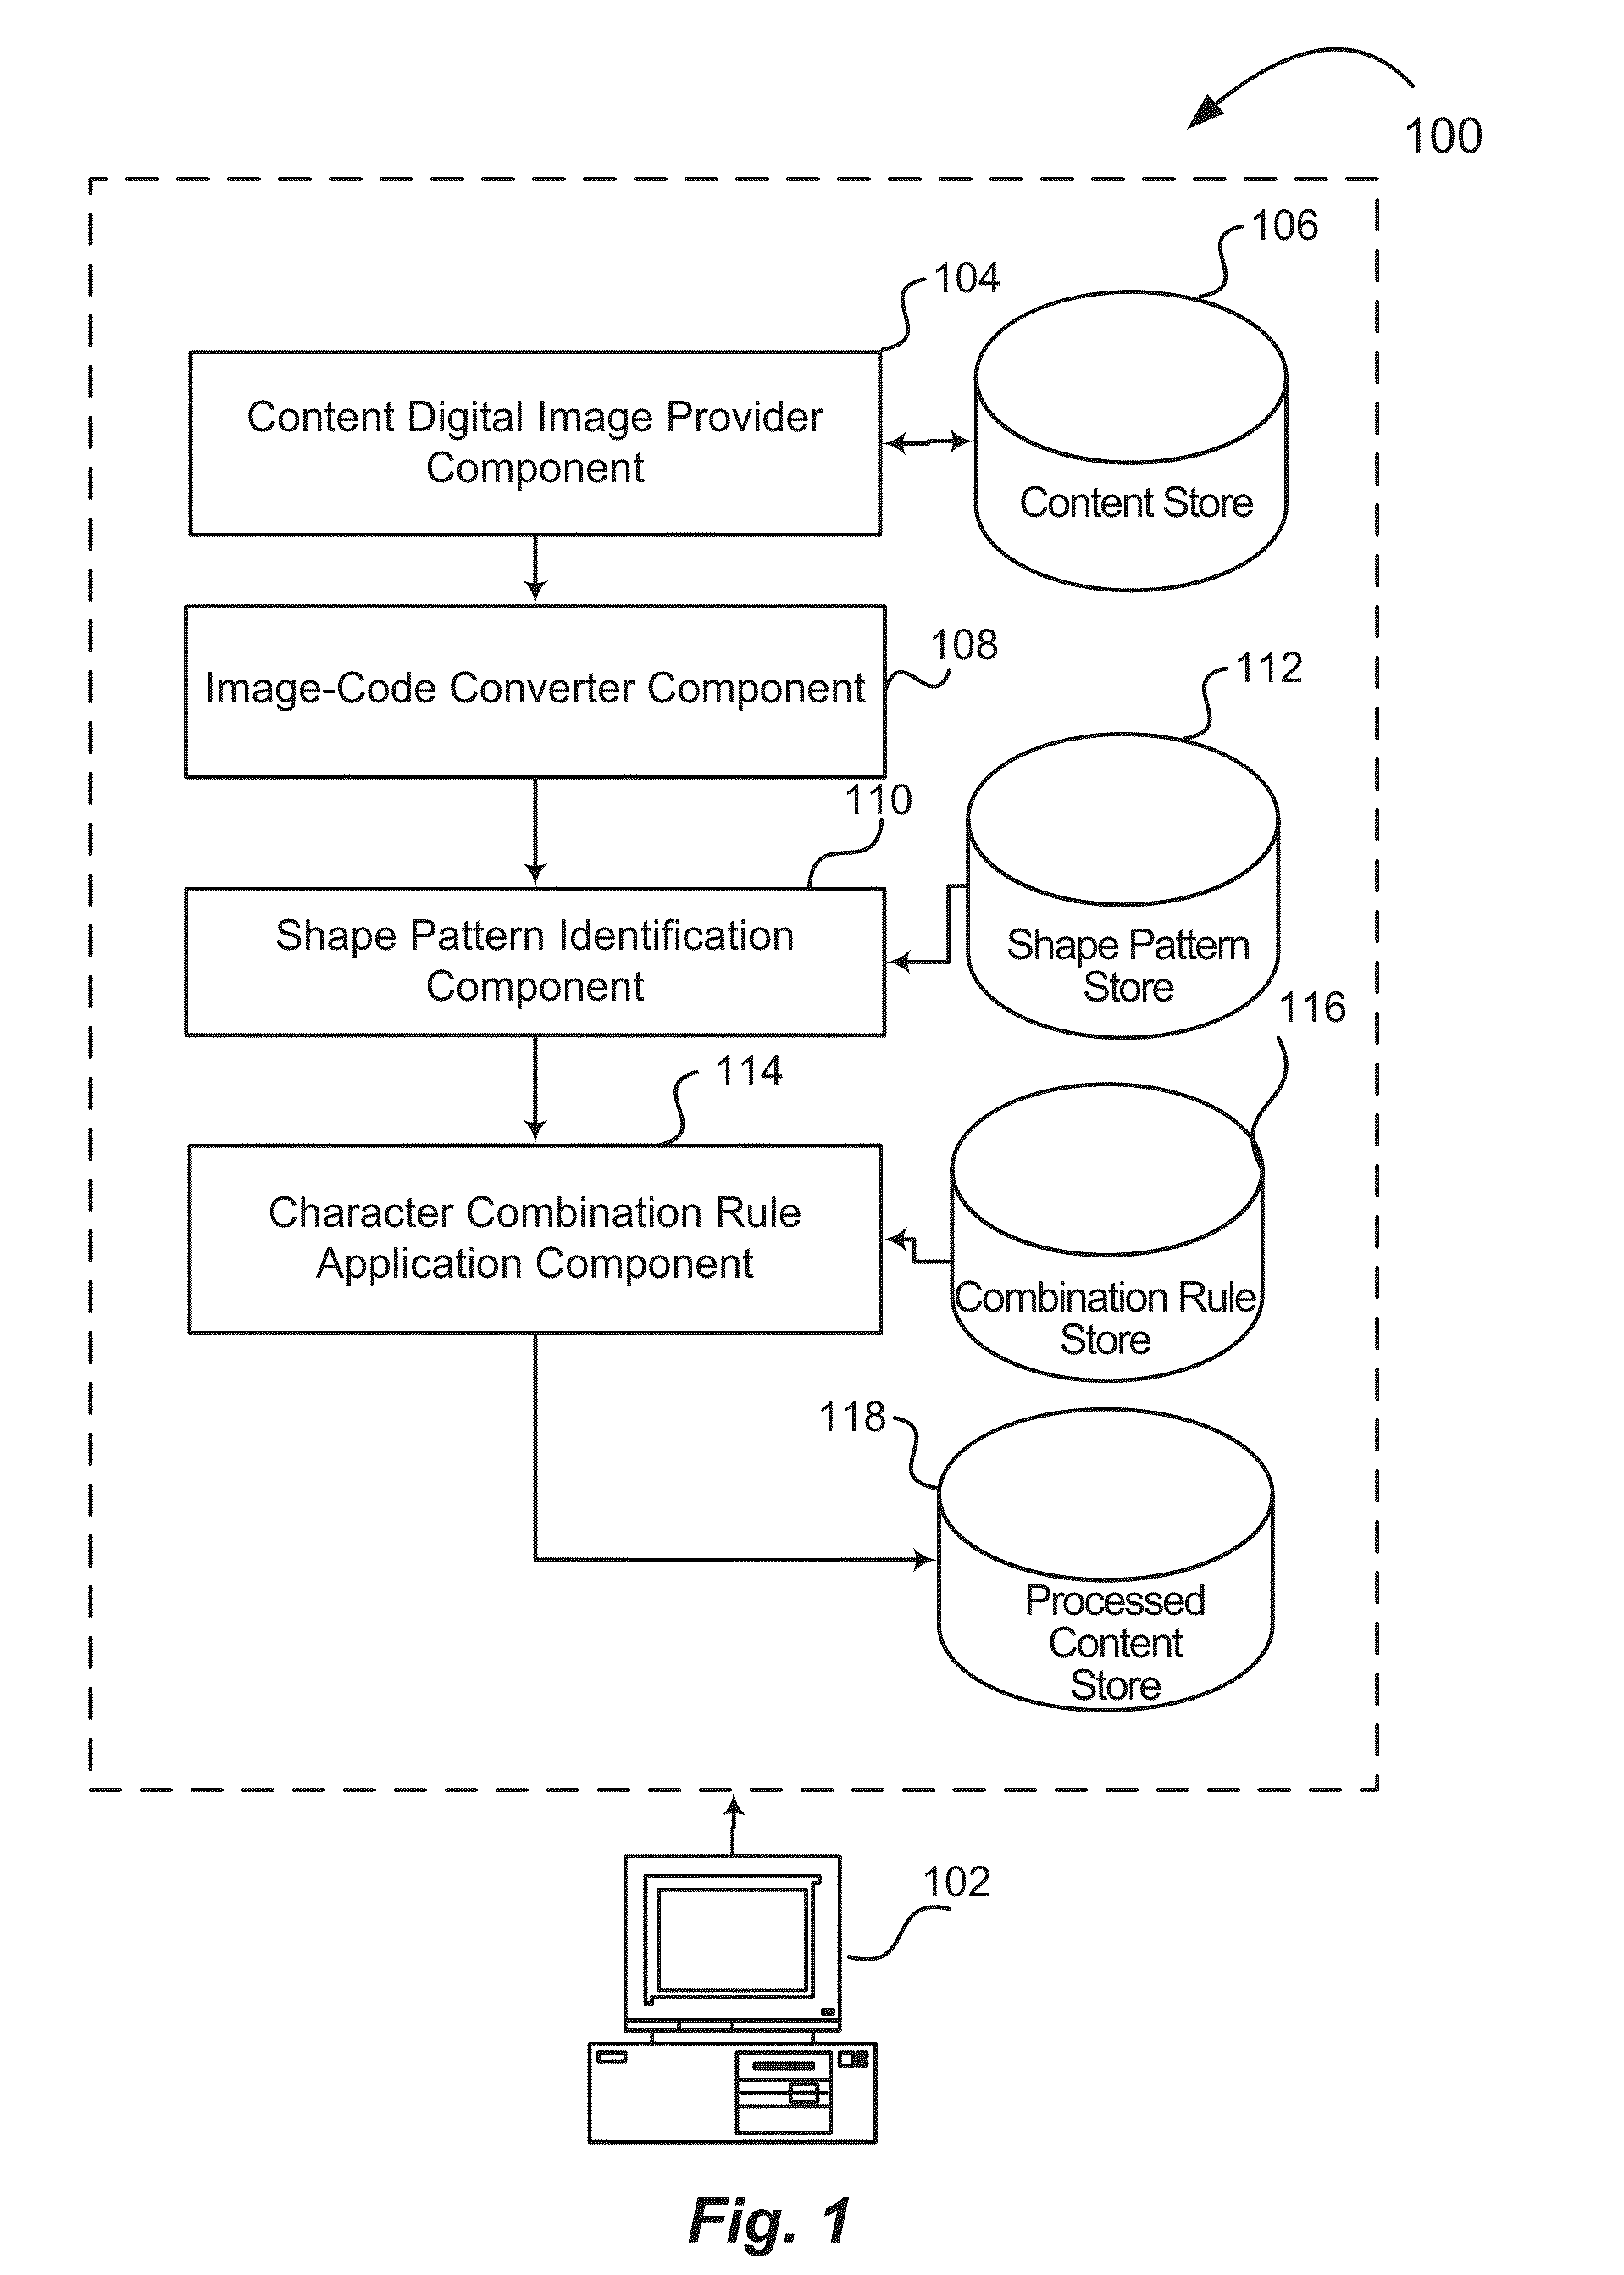 100
106
104
Content Digital Image Provider
Component
Content Store
108
Image-Code Converter Component
112
110
Shape Pattern Identification
Component
Shape Pattern
Store
116
114
Character Combination Rule
Application Component
Combination Rule
Store
118
Processed
Content
Store
102
Fig. 1